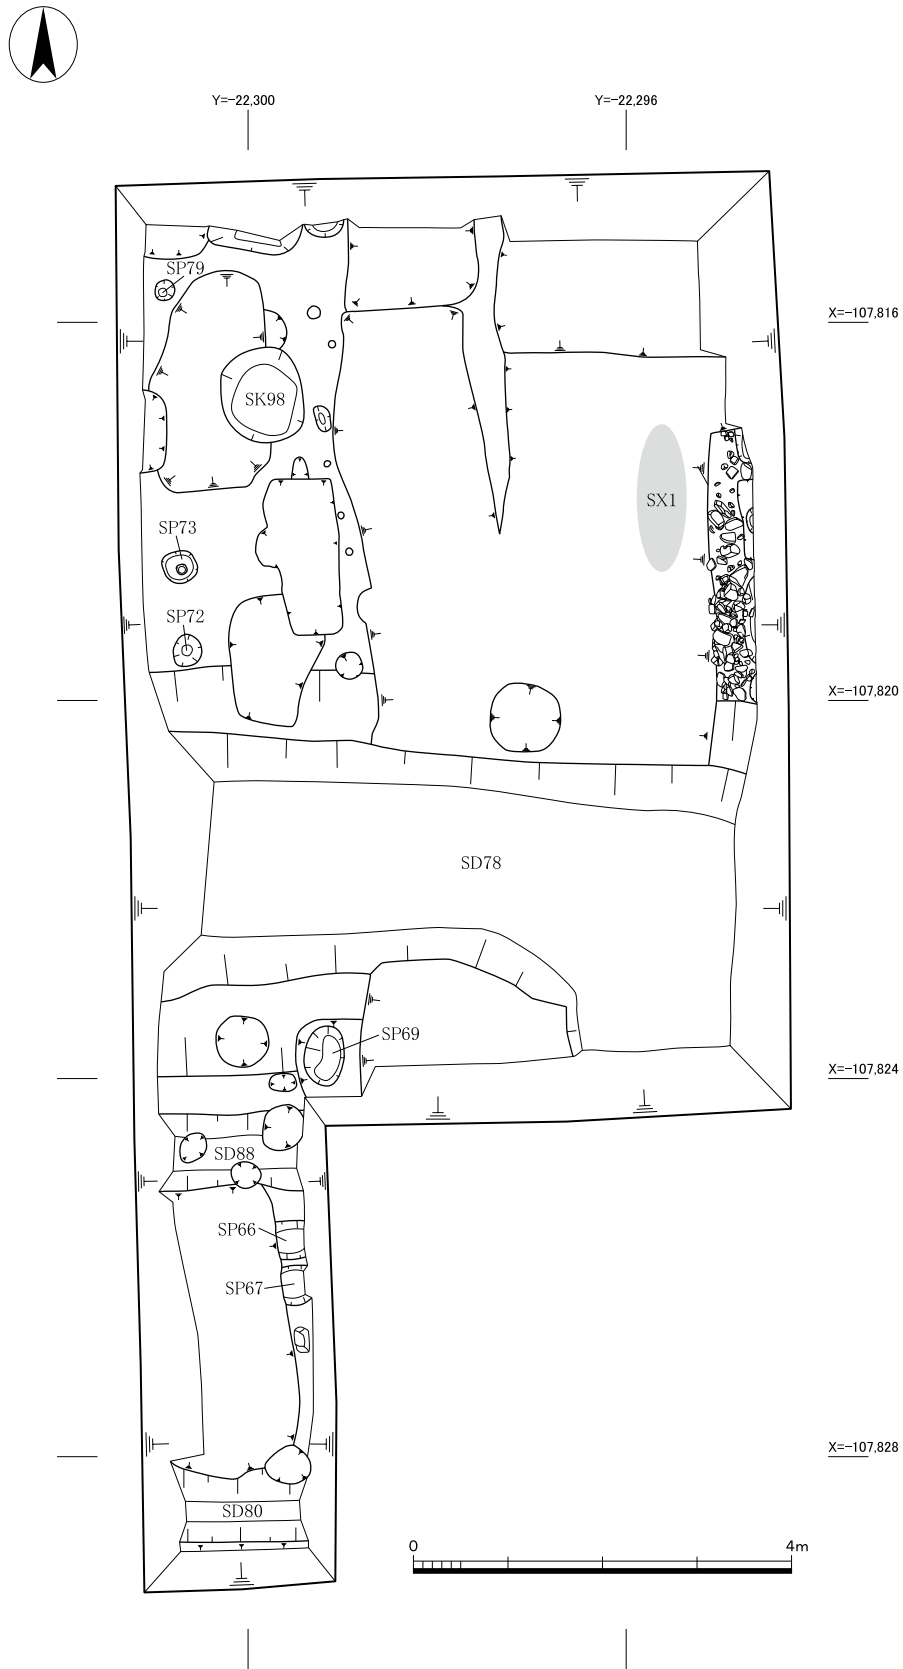 Y=-22,300
Y=-22,296
SP79
X=-107,816
SK98
SX1
SP73
SP72
X=-107,820
SD78
SP69
X=-107,824
SD88
SP66
SP67
X=-107,828
SD80
0 4m